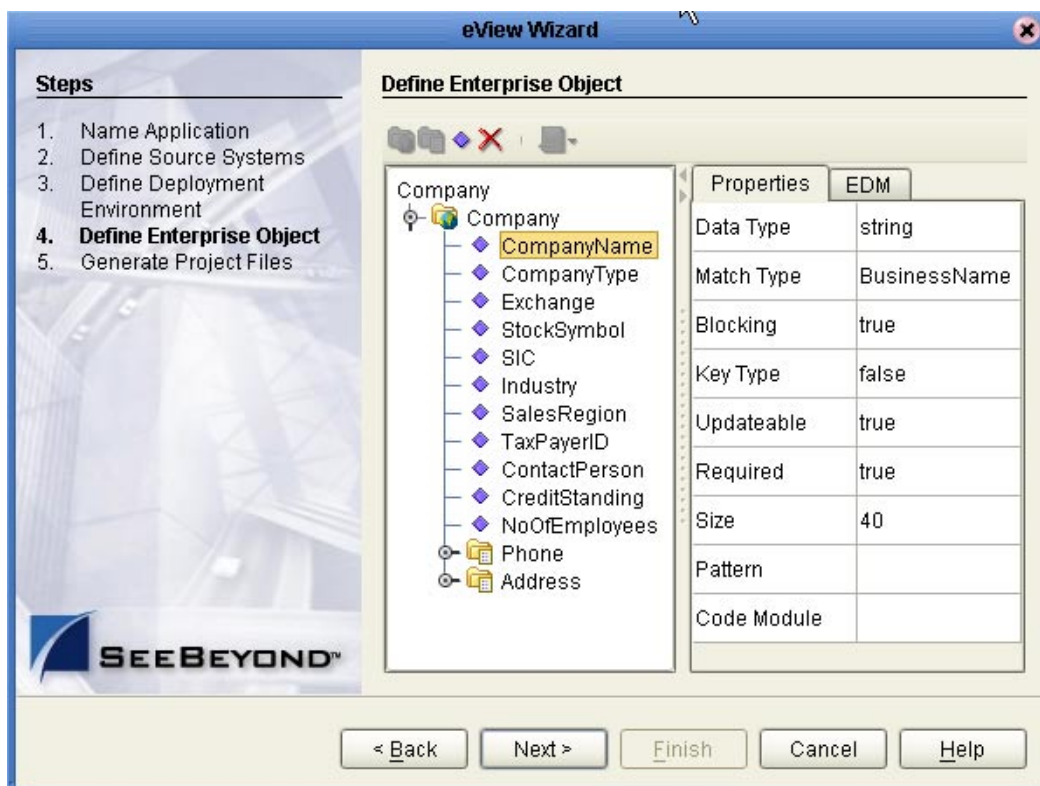 eView Wizard
Steps
1. Name Application
2. Define Source Systems
3. Define Deployment
Environment
4. Define Enterprise Object
5. Generate Project Files
SEEBEYOND™
Define Enterprise Object
Company
Company
CompanyName
CompanyType
Exchange
StockSymbol
SIC
Industry
SalesRegion
TaxPayerID
ContactPerson
CreditStanding
NoOfEmployees
Phone
Address
Properties EDM
Data Type string
Match Type BusinessName
Blocking true
Key Type false
Updateable true
Required true
Size 40
Pattern
Code Module
< Back Next > Finish Cancel Help